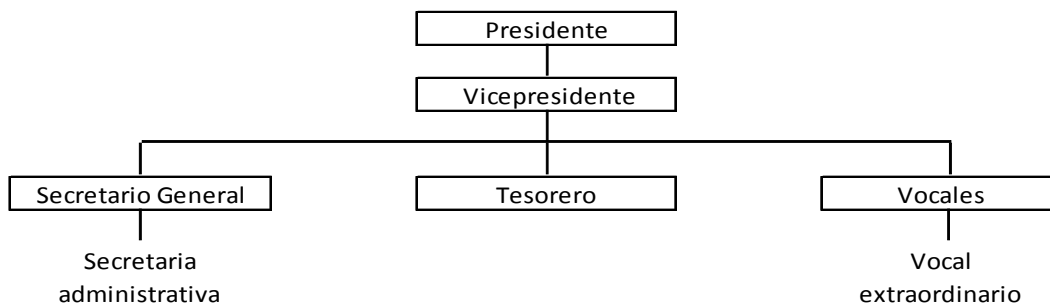 Presidente
Vicepresidente
Secretario General
Tesorero
Vocales
Secretaria
administrativa
Vocal
extraordinario